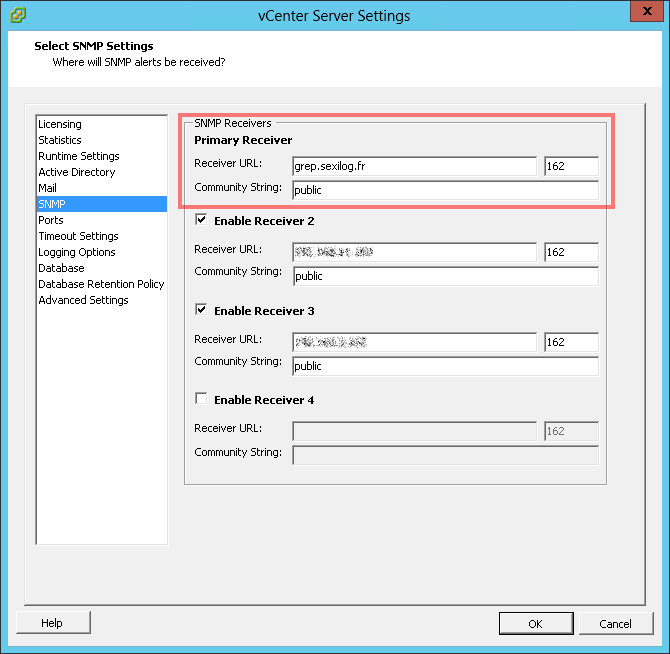 vCenter Server Settings
Select SNMP Settings
Where will SNMP alerts be received?
Licensing
Statistics
Runtime Settings
Active Directory
Mail
SNMP
Ports
Timeout Settings
Logging Options
Database
Database Retention Policy
Advanced Settings
SNMP Receivers
Primary Receiver
Receiver URL: grep.sexilog.fr 162
Community String: public
Enable Receiver 2
Receiver URL: 162
Community String: public
Enable Receiver 3
Receiver URL: 162
Community String: public
Enable Receiver 4
Receiver URL: 162
Community String:
Help
OK
Cancel